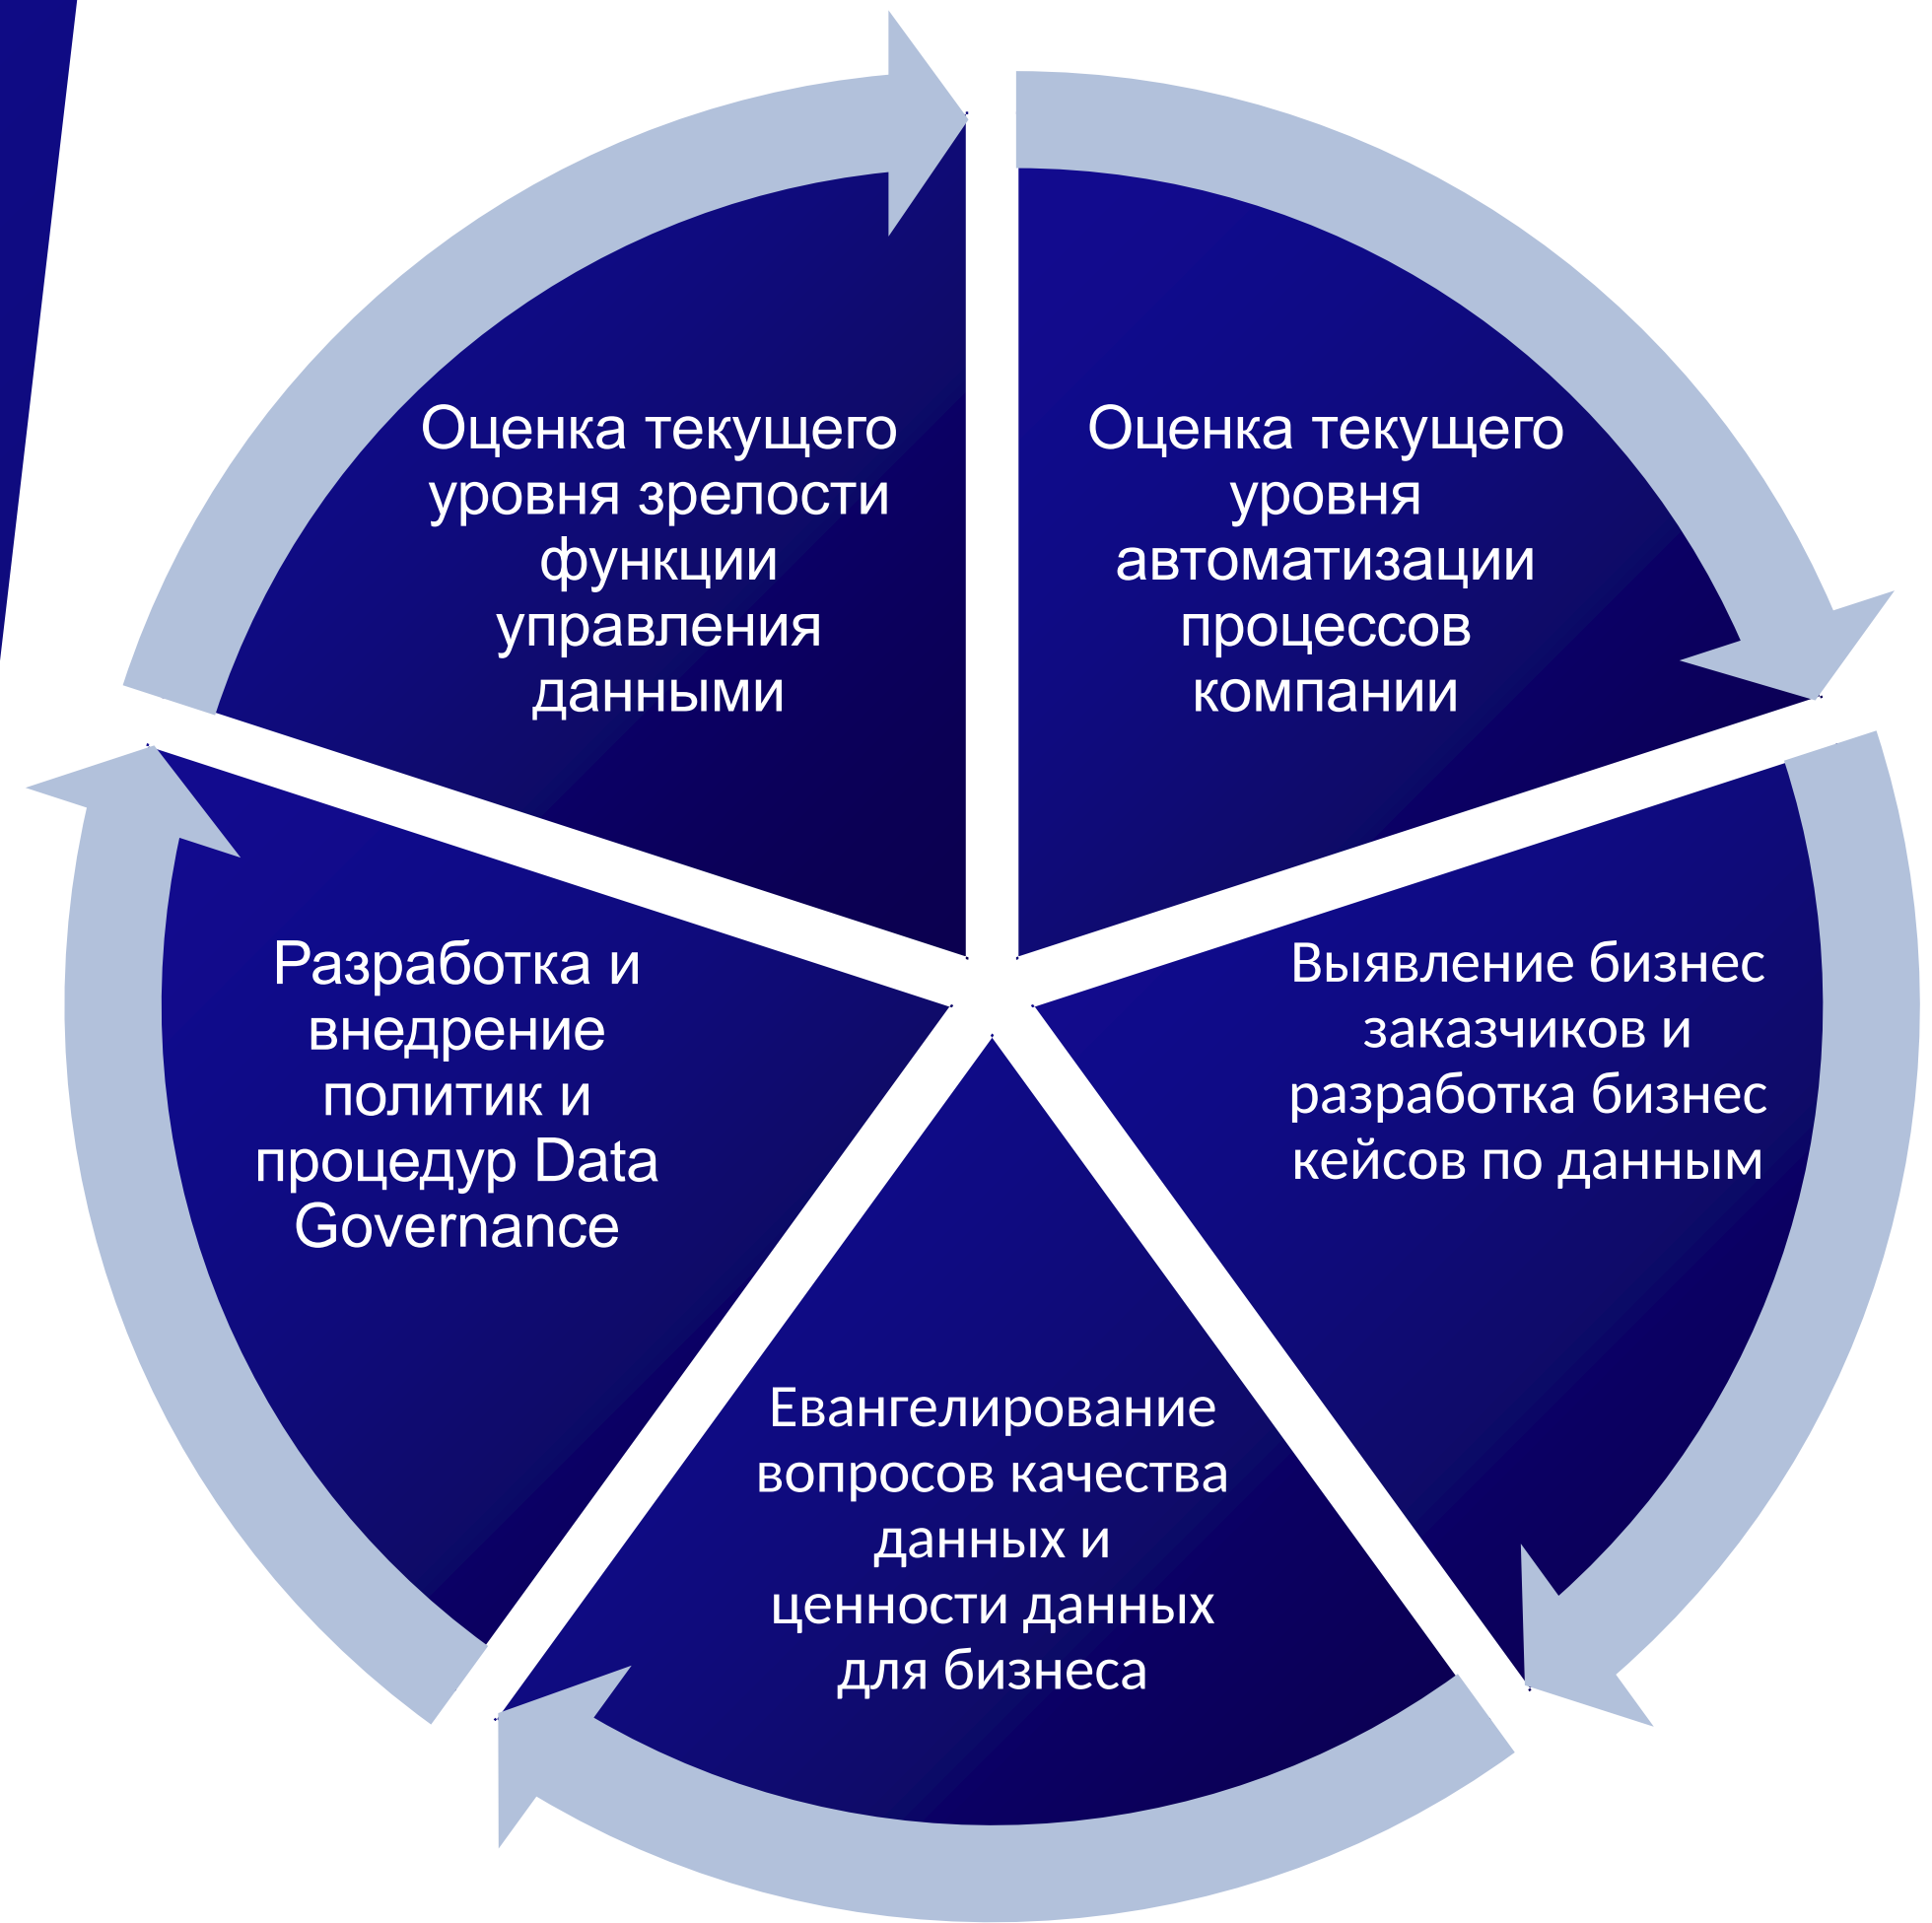 Оценка текущего
уровня зрелости
функции
управления
данными
Оценка текущего
уровня
автоматизации
процессов
компании
Выявление бизнес
заказчиков и
разработка бизнес
кейсов по данным
Евангелирование
вопросов качества
данных и
ценности данных
для бизнеса
Разработка и
внедрение
политик и
процедур Data
Governance